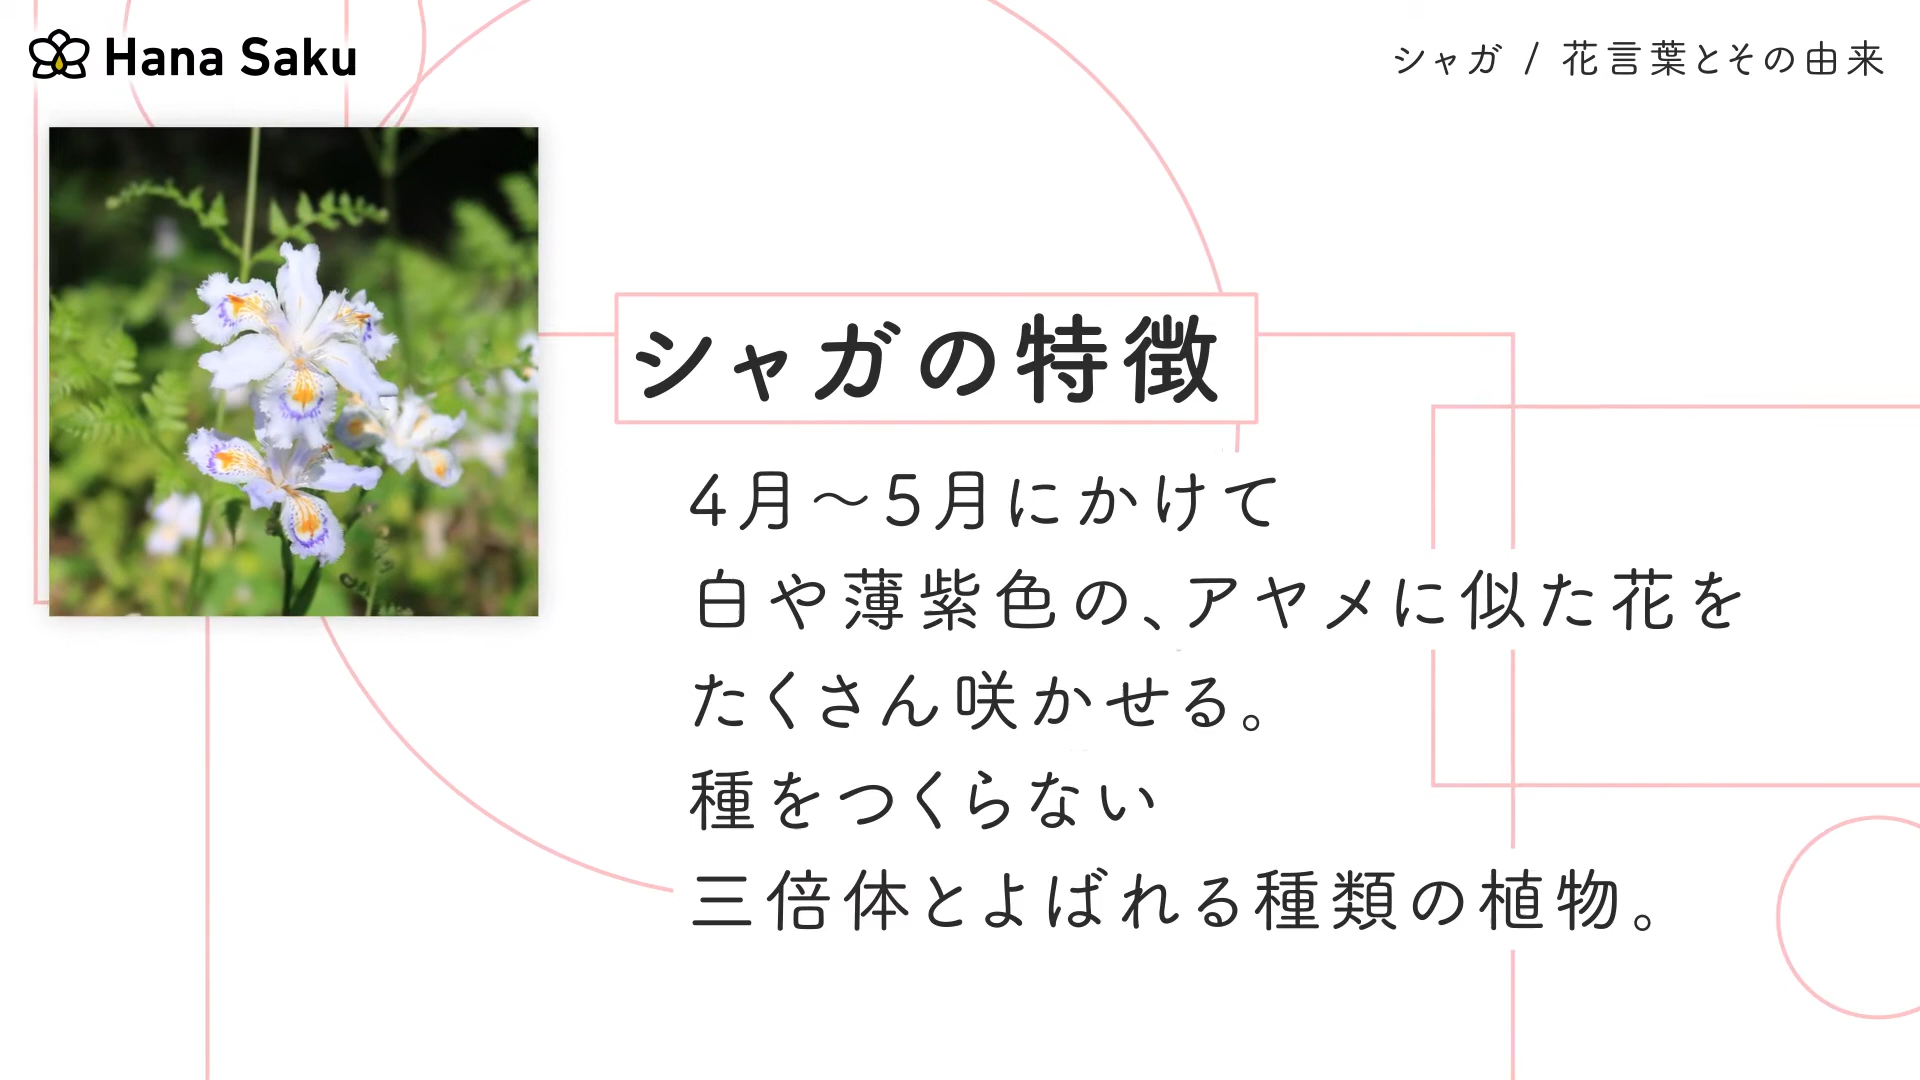 Hana Saku
シャガ / 花言葉とその由来
シャガの特徴
4月～5月にかけて
白や薄紫色の、アヤメに似た花を
たくさん咲かせる。
種をつくらない
三倍体とよばれる種類の植物。